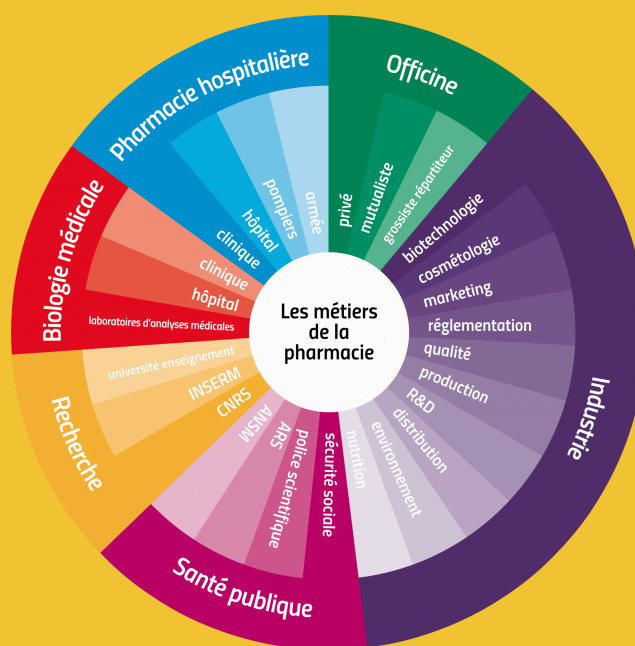 Les métiers
de la
pharmacie
Officine
privé
mutualiste
grossiste répartiteur
Industrie
biotechnologie
cosmétologie
marketing
réglementation
qualité
production
R&D
distribution
environnement
nutrition
Santé publique
sécurité sociale
police scientifique
ARS
ANSM
Recherche
CNRS
INSERM
université enseignement
Biologie médicale
laboratoires d'analyses médicales
hôpital
clinique
Pharmacie hospitalière
clinique
hôpital
pompiers
armée